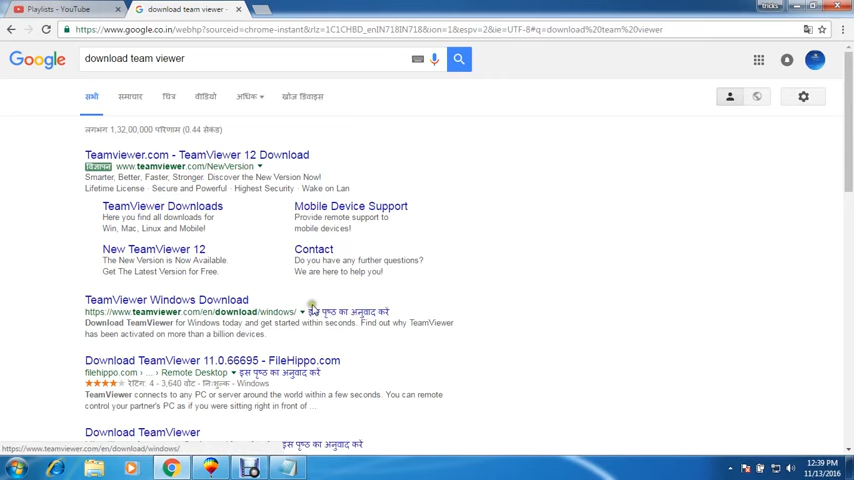 Playlists - YouTube
download team viewer -
tricks
https://www.google.co.in/webhp?sourceid=chrome-instant&rlz=1C1CHBD_enIN718IN718&ion=1&espv=2&ie=UTF-8#q=download%20team%20viewer
Google
download team viewer
सभी समाचार चित्र वीडियो अधिक खोज डिवाइस
लगभग 1,32,00,000 परिणाम (0.44 सेकंड)
Teamviewer.com - TeamViewer 12 Download
विज्ञापन www.teamviewer.com/NewVersion
Smarter, Better, Faster, Stronger. Discover the New Version Now!
Lifetime License · Secure and Powerful · Highest Security · Wake on Lan
TeamViewer Downloads
Here you find all downloads for
Win, Mac, Linux and Mobile!
Mobile Device Support
Provide remote support to
mobile devices!
New TeamViewer 12
The New Version is Now Available.
Get The Latest Version for Free.
Contact
Do you have any further questions?
We are here to help you!
TeamViewer Windows Download
https://www.teamviewer.com/en/download/windows/ इस पृष्ठ का अनुवाद करें
Download TeamViewer for Windows today and get started within seconds. Find out why TeamViewer
has been activated on more than a billion devices.
Download TeamViewer 11.0.66695 - FileHippo.com
filehippo.com › ... › Remote Desktop इस पृष्ठ का अनुवाद करें
रेटिंग: 4 - 3,640 वोट - निःशुल्क - Windows
TeamViewer connects to any PC or server around the world within a few seconds. You can remote
control your partner's PC as if you were sitting right in front of ...
Download TeamViewer
https://www.teamviewer.com/en/download/windows/ इस पृष्ठ का अनुवाद करें
12:39 PM
11/13/2016